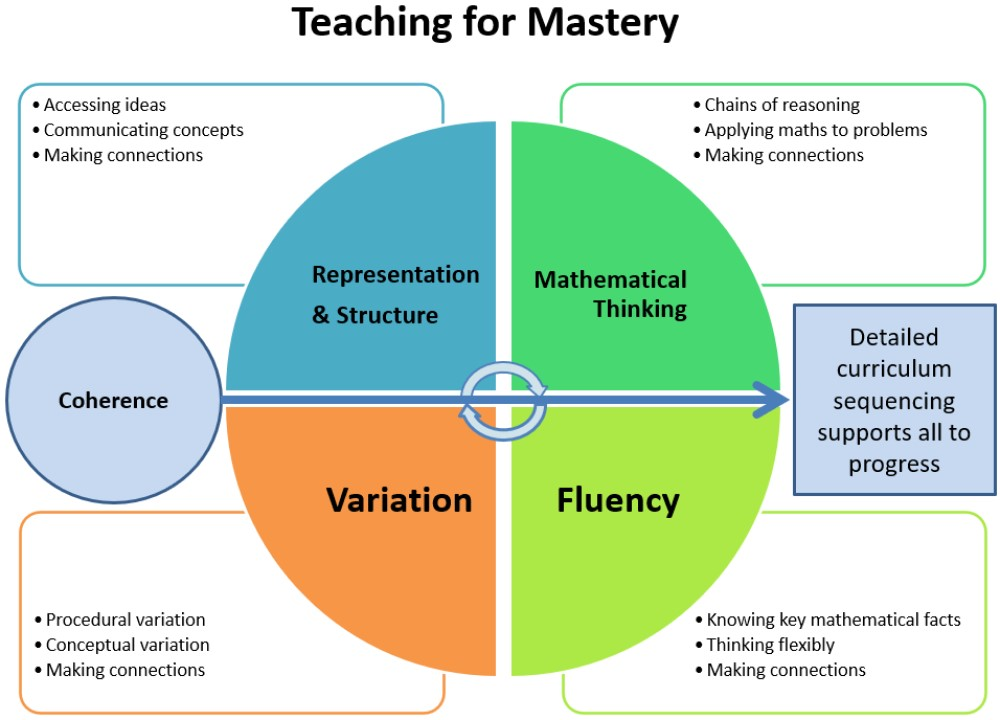 Teaching for Mastery
• Accessing ideas
• Communicating concepts
• Making connections
• Chains of reasoning
• Applying maths to problems
• Making connections
Representation
& Structure
Mathematical
Thinking
Coherence
Detailed
curriculum
sequencing
supports all to
progress
Variation
Fluency
• Procedural variation
• Conceptual variation
• Making connections
• Knowing key mathematical facts
• Thinking flexibly
• Making connections